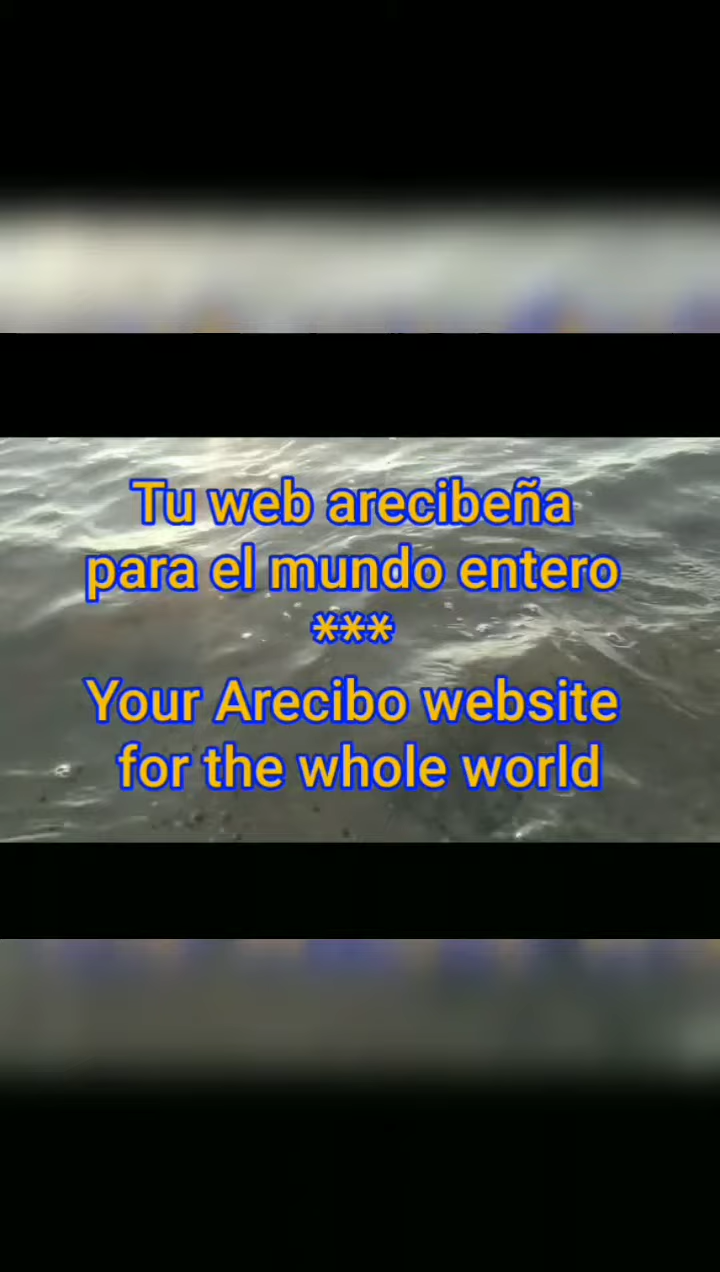 Tu web arecibeña
para el mundo entero
***
Your Arecibo website
for the whole world